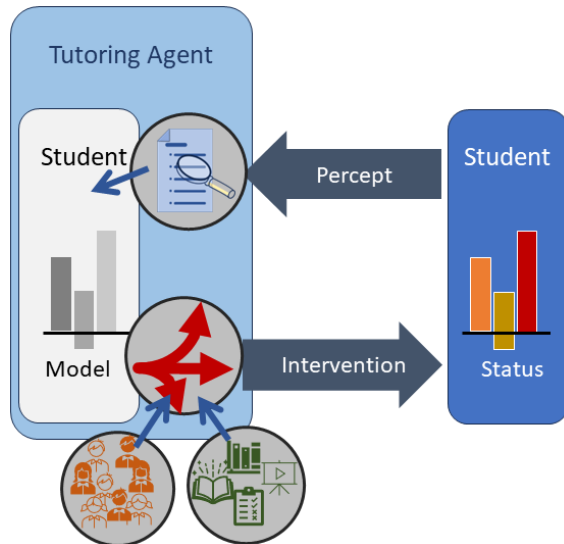 Tutoring Agent
Student
Model
Percept
Intervention
Student
Status